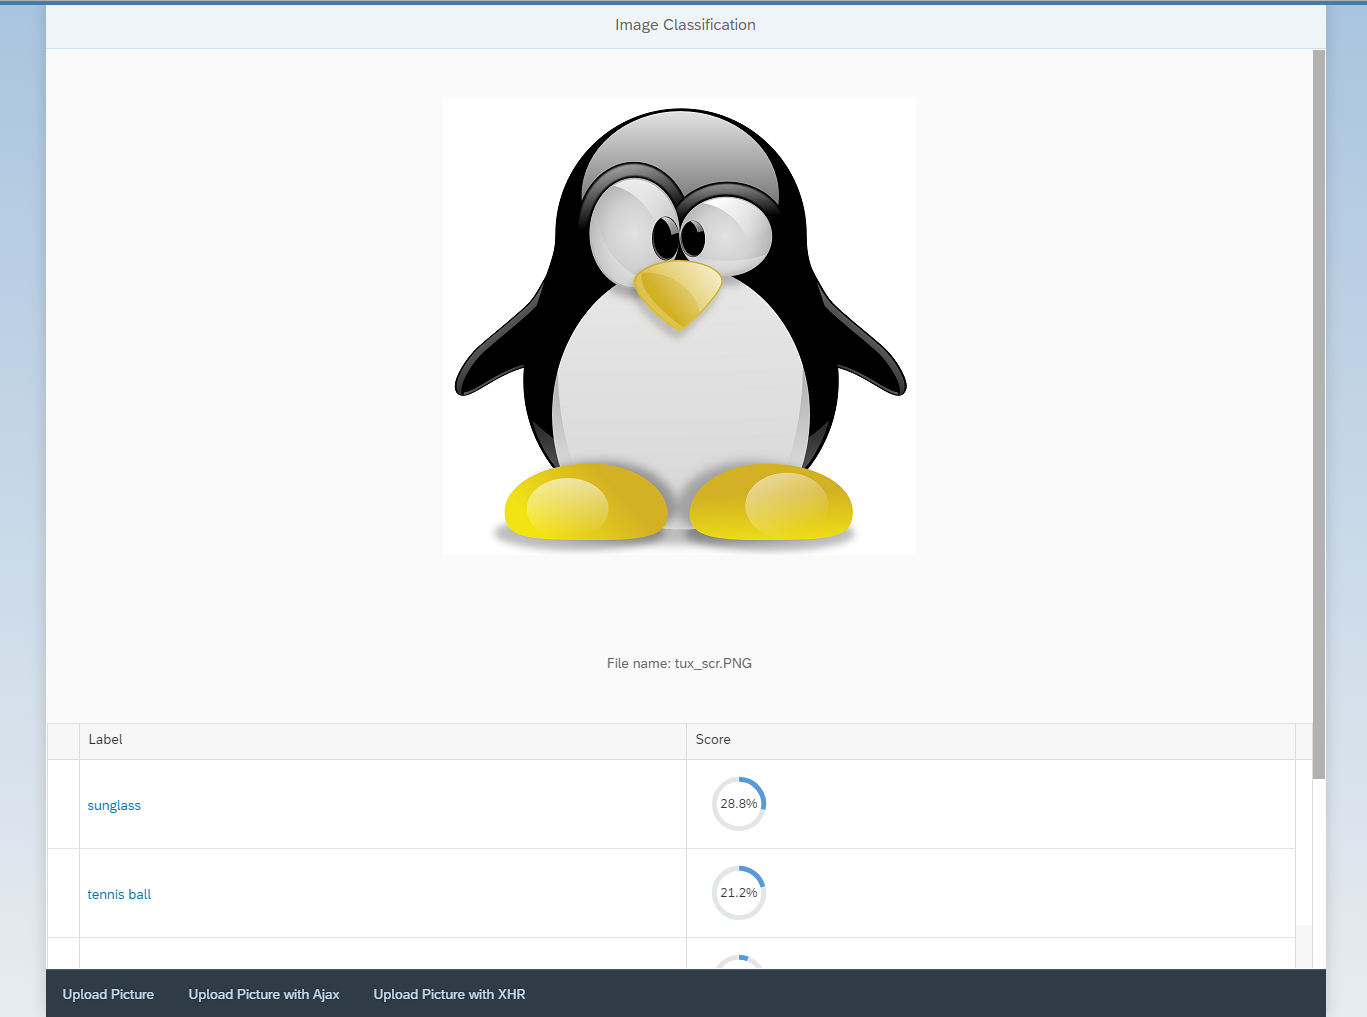 Image Classification
File name: tux_scr.PNG
Label Score
sunglass 28.8%
tennis ball 21.2%
Upload Picture Upload Picture with Ajax Upload Picture with XHR